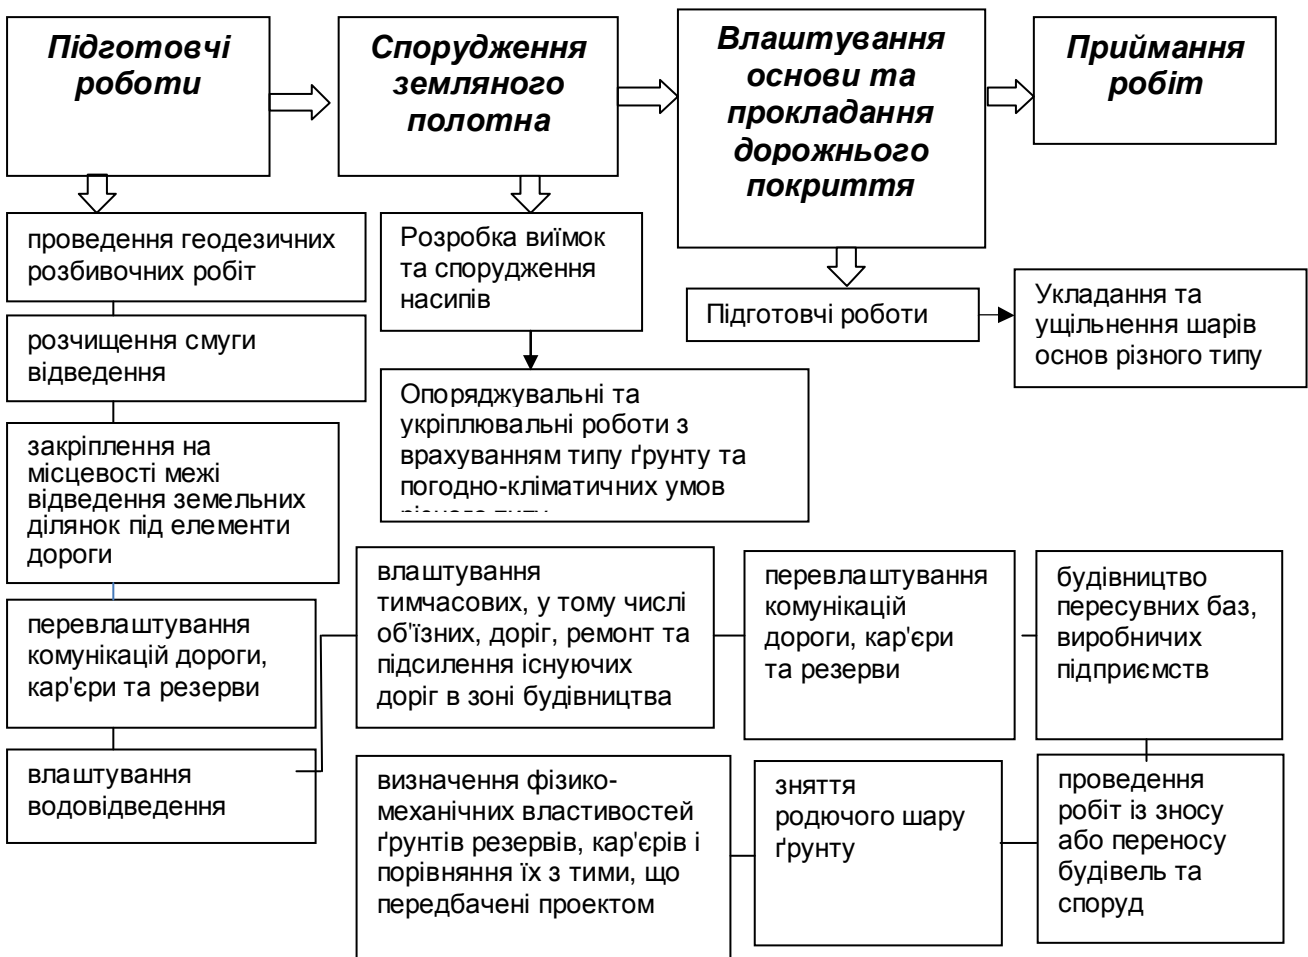 Підготовчі
роботи
Спорудження
земляного
полотна
Влаштування
основи та
прокладання
дорожнього
покриття
Приймання
робіт
проведення геодезичних
розбивочних робіт
розчищення смуги
відведення
закріплення на
місцевості межі
відведення земельних
ділянок під елементи
дороги
перевлаштування
комунікацій дороги,
кар'єри та резерви
влаштування
водовідведення
Розробка виїмок
та спорудження
насипів
Опоряджувальні та
укріплювальні роботи з
врахуванням типу ґрунту та
погодно-кліматичних умов
Підготовчі роботи
Укладання та
ущільнення шарів
основ різного типу
влаштування
тимчасових, у тому числі
об'їзних, доріг, ремонт та
підсилення існуючих
доріг в зоні будівництва
перевлаштування
комунікацій
дороги, кар'єри
та резерви
будівництво
пересувних баз,
виробничих
підприємств
визначення фізико-
механічних властивостей
ґрунтів резервів, кар'єрів і
порівняння їх з тими, що
передбачені проектом
зняття
родючого шару
ґрунту
проведення
робіт із зносу
або переносу
будівель та
споруд